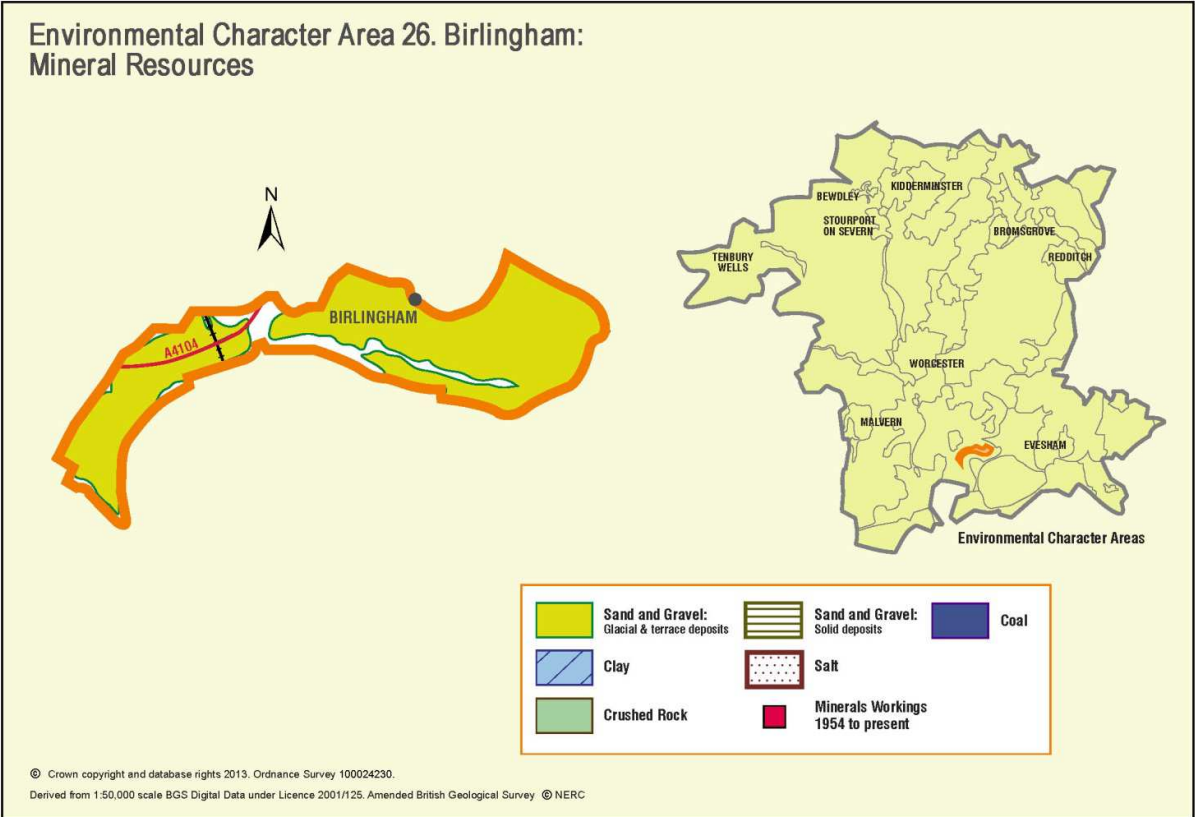 Environmental Character Area 26. Birlingham:
Mineral Resources
N
BIRLINGHAM
A4104
KIDDERMINSTER
BEWDLEY
STOURPORT
ON SEVERN
BROMSGROVE
TENBURY
WELLS
REDDITCH
WORCESTER
MALVERN
EVESHAM
Environmental Character Areas
Sand and Gravel:
Glacial & terrace deposits
Sand and Gravel:
Solid deposits
Coal
Clay
Salt
Crushed Rock
Minerals Workings
1954 to present
© Crown copyright and database rights 2013. Ordnance Survey 100024230.
Derived from 1:50,000 scale BGS Digital Data under Licence 2001/125. Amended British Geological Survey © NERC